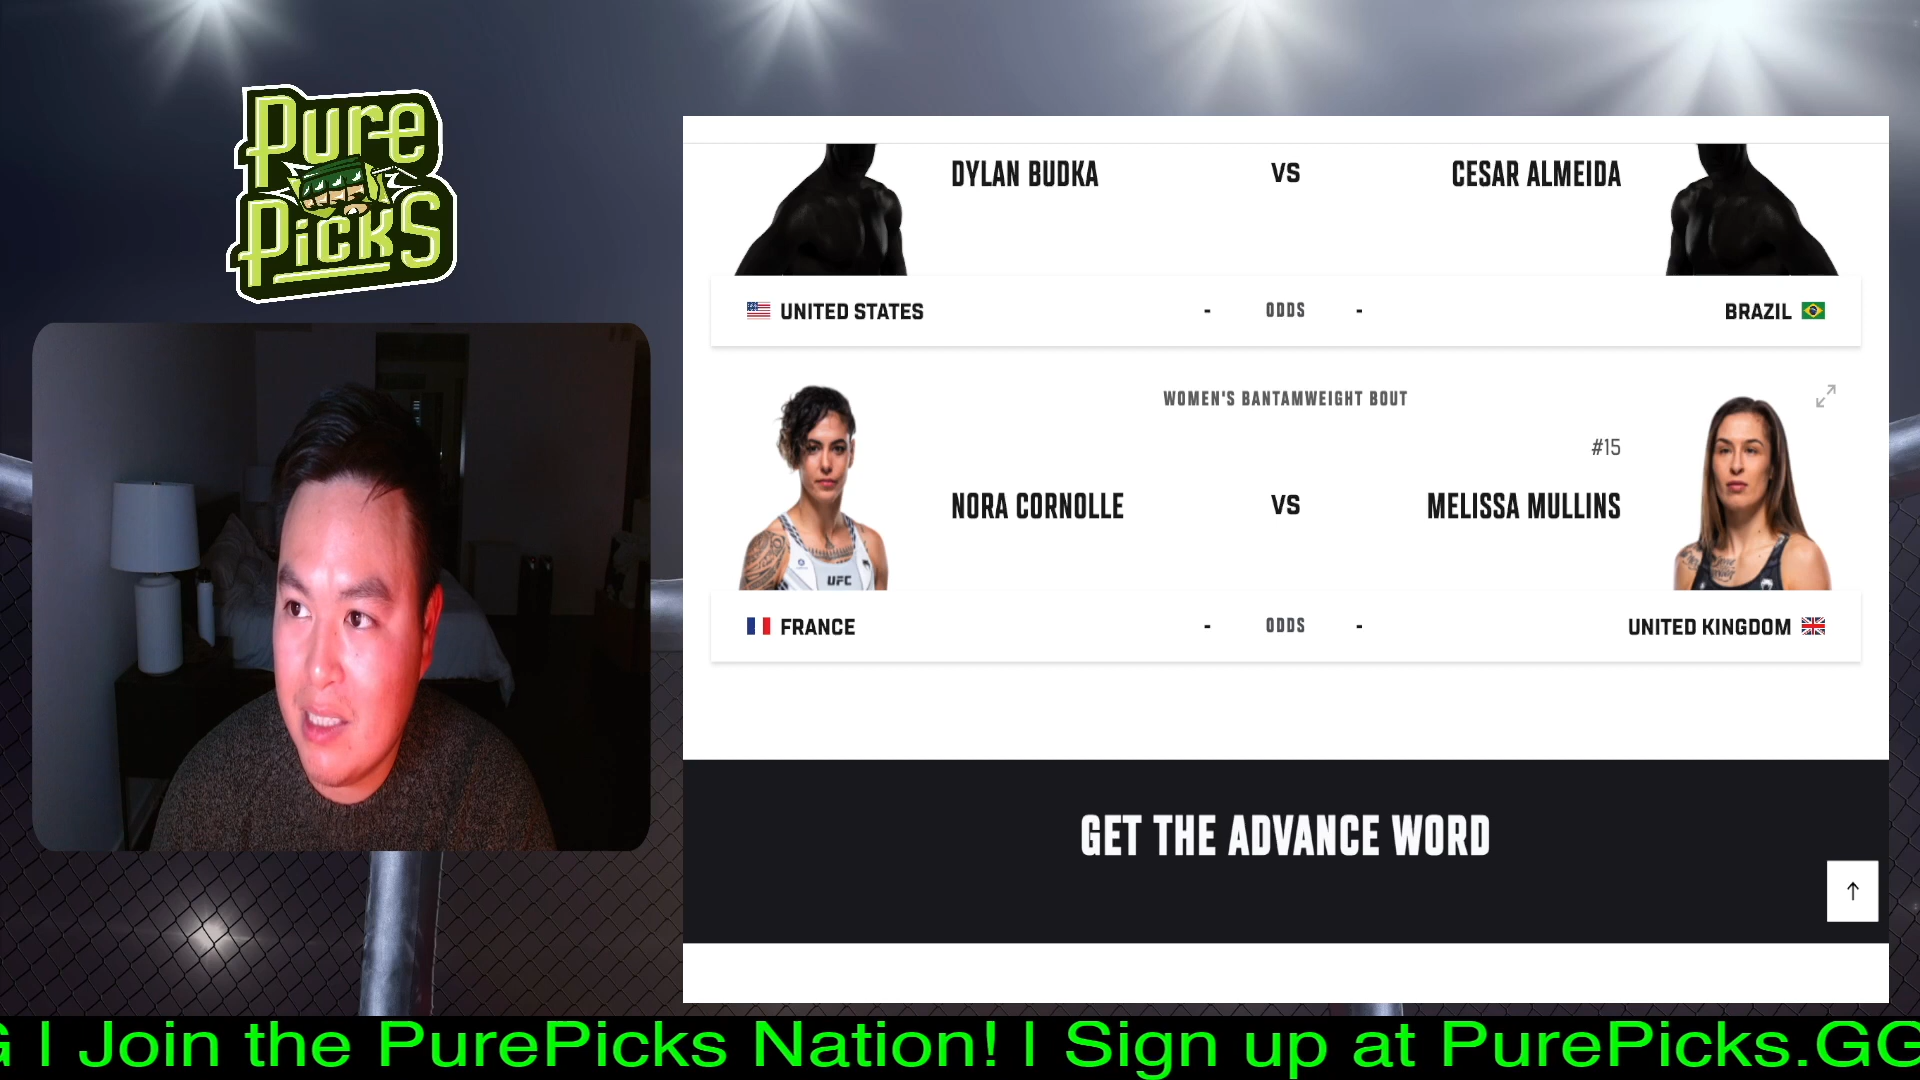 Pure
Picks
DYLAN BUDKA VS CESAR ALMEIDA
UNITED STATES - ODDS - BRAZIL
WOMEN'S BANTAMWEIGHT BOUT
#15
NORA CORNOLLE VS MELISSA MULLINS
UFC
FRANCE - ODDS - UNITED KINGDOM
GET THE ADVANCE WORD
G | Join the PurePicks Nation! | Sign up at PurePicks.GG